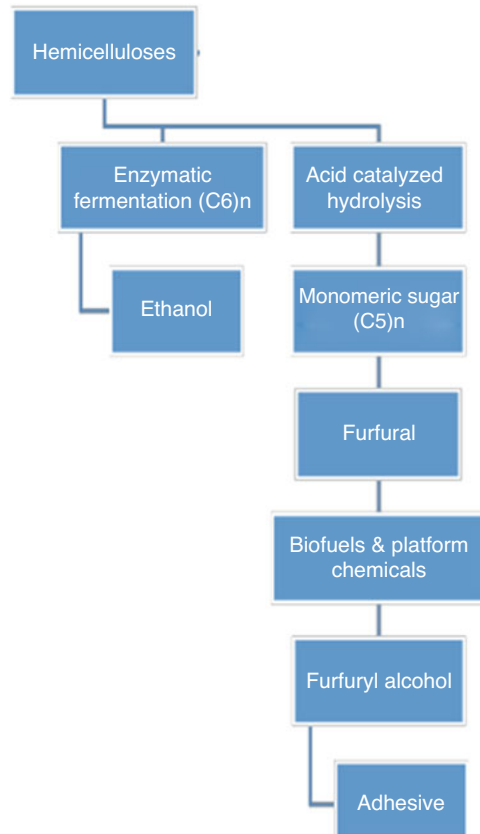 Hemicelluloses
Enzymatic
fermentation (C6)n
Acid catalyzed
hydrolysis
Ethanol
Monomeric sugar
(C5)n
Furfural
Biofuels & platform
chemicals
Furfuryl alcohol
Adhesive